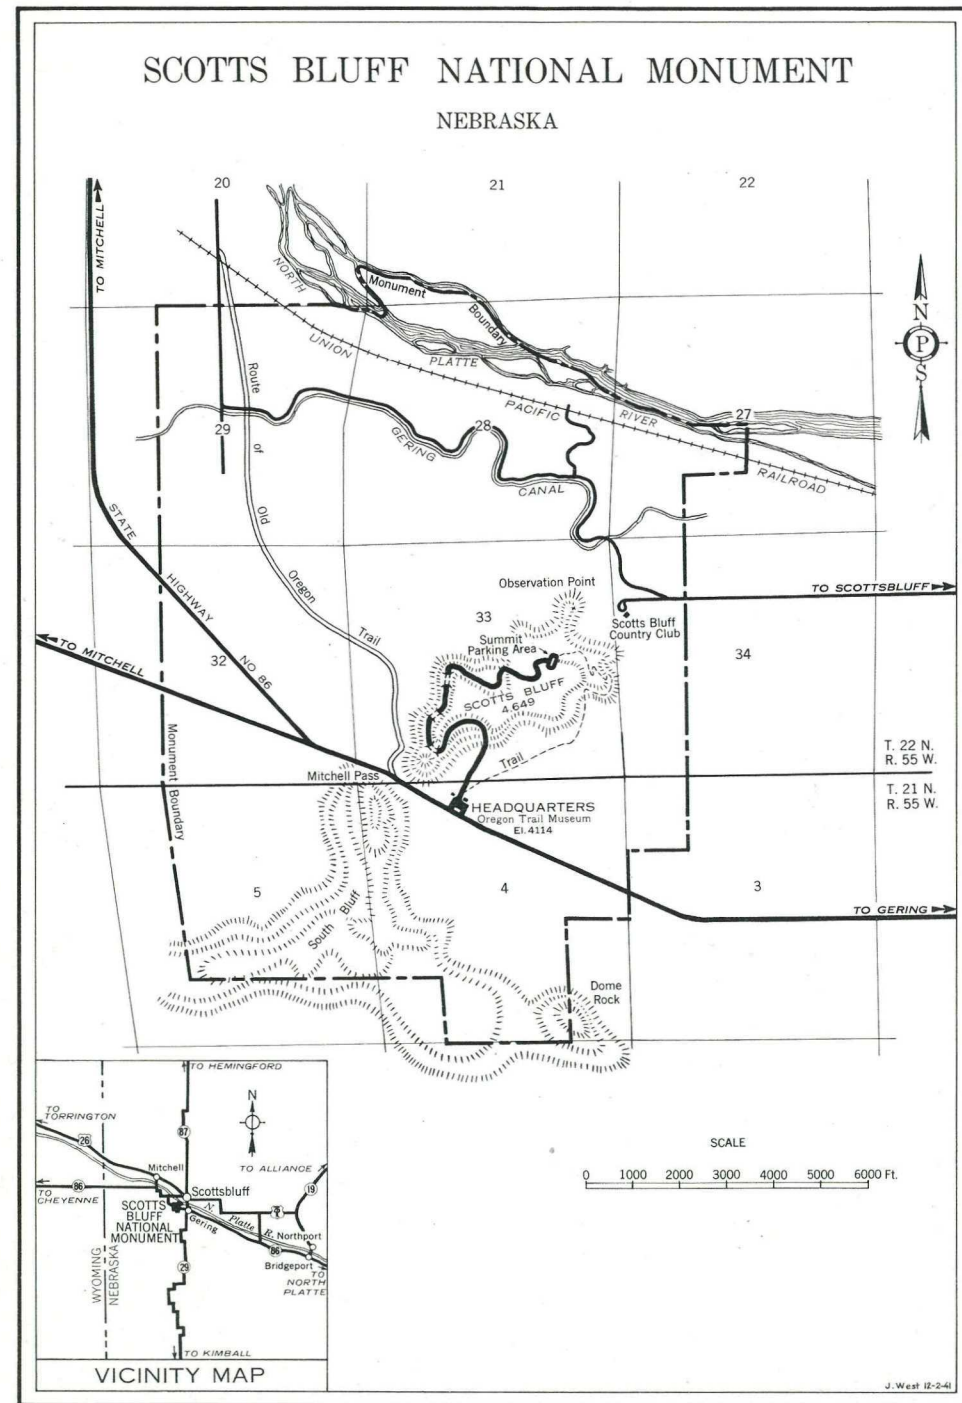 SCOTTS BLUFF NATIONAL MONUMENT
NEBRASKA
20
21
22
TO MITCHELL
NORTH
Monument
Boundary
N
P
S
UNION
PLATTE
PACIFIC
RIVER
27
RAILROAD
Route
of
Old
Oregon
Trail
29
28
GERING
CANAL
STATE
HIGHWAY
NO 86
Observation Point
TO SCOTTSBLUFF
33
Scotts Bluff
Country Club
Summit
Parking Area
TO MITCHELL
32
34
SCOTTS BLUFF
4,649
Monument Boundary
Trail
T. 22 N.
R. 55 W.
Mitchell Pass
T. 21 N.
R. 55 W.
HEADQUARTERS
Oregon Trail Museum
El. 4114
5
4
3
South Bluff
TO GERING
Dome
Rock
TO HEMINGFORD
TO
TORRINGTON
26
87
N
Mitchell
TO ALLIANCE
86
TO
CHEYENNE
Scottsbluff
19
SCOTTS
BLUFF
NATIONAL
MONUMENT
Gering
N. Platte R.
Northport
86
Bridgeport
TO
NORTH
PLATTE
WYOMING
NEBRASKA
29
TO KIMBALL
VICINITY MAP
SCALE
0 1000 2000 3000 4000 5000 6000 Ft.
J. West 12-2-41